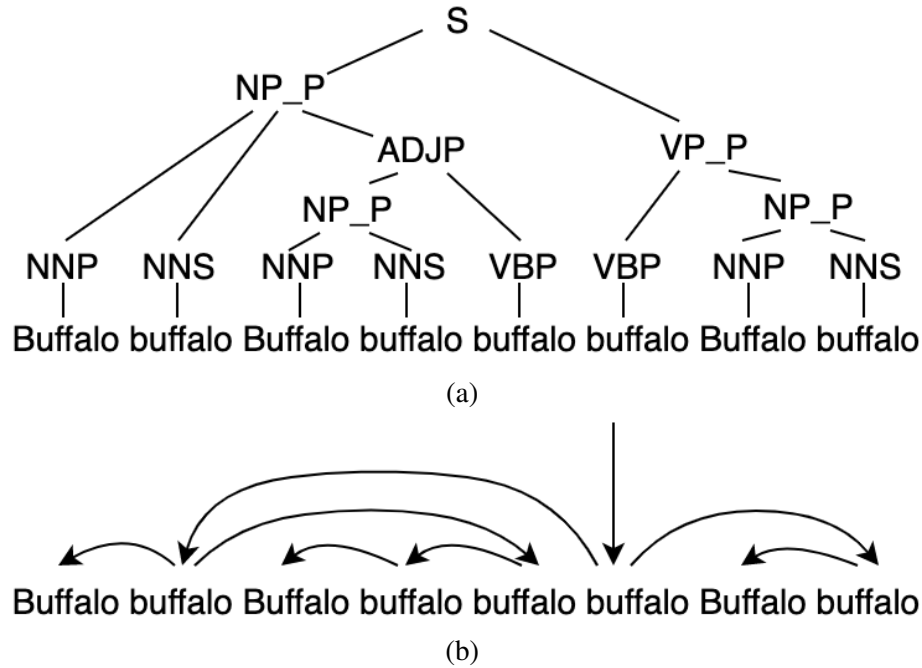 S
NP_P
ADJP VP_P
NP_P NP_P
NNP NNS NNP NNS VBP VBP NNP NNS
Buffalo buffalo Buffalo buffalo buffalo buffalo Buffalo buffalo
(a)
Buffalo buffalo Buffalo buffalo buffalo buffalo Buffalo buffalo
(b)